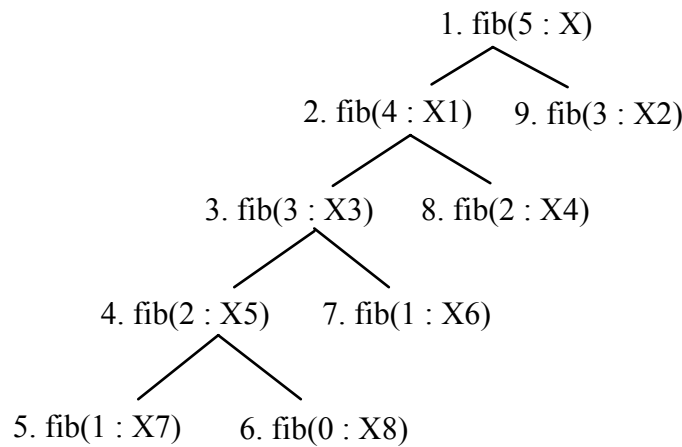 1. fib(5 : X)
2. fib(4 : X1) 9. fib(3 : X2)
3. fib(3 : X3) 8. fib(2 : X4)
4. fib(2 : X5) 7. fib(1 : X6)
5. fib(1 : X7) 6. fib(0 : X8)